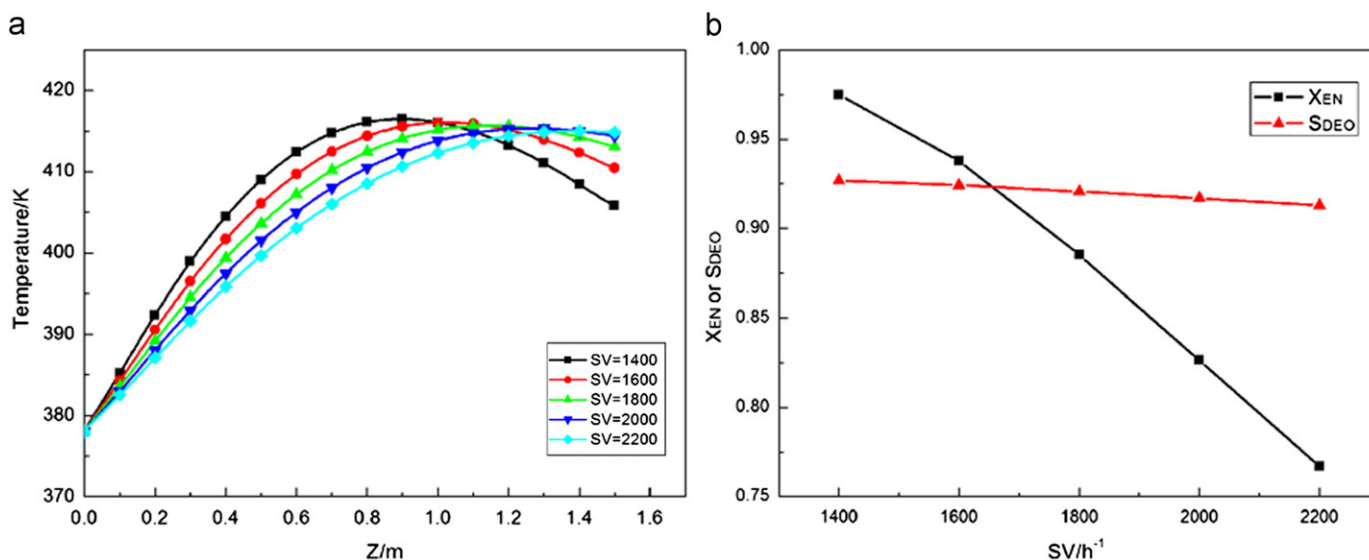 a
Temperature/K
420
410
400
390
380
370
0.0 0.2 0.4 0.6 0.8 1.0 1.2 1.4 1.6
Z/m
SV=1400
SV=1600
SV=1800
SV=2000
SV=2200
b
XEN or SDEO
1.00
0.95
0.90
0.85
0.80
0.75
1400 1600 1800 2000 2200
SV/h⁻¹
XEN
SDEO